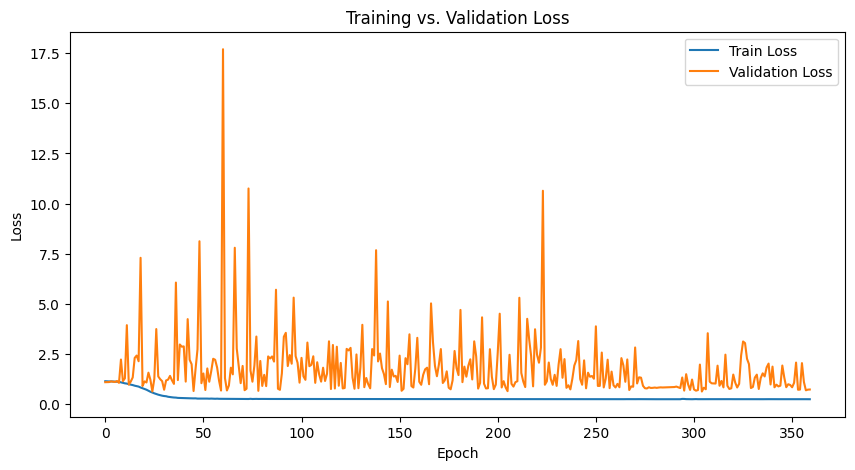 Training vs. Validation Loss
Train Loss
Validation Loss
17.5
15.0
12.5
10.0
7.5
5.0
2.5
0.0
Loss
0 50 100 150 200 250 300 350
Epoch